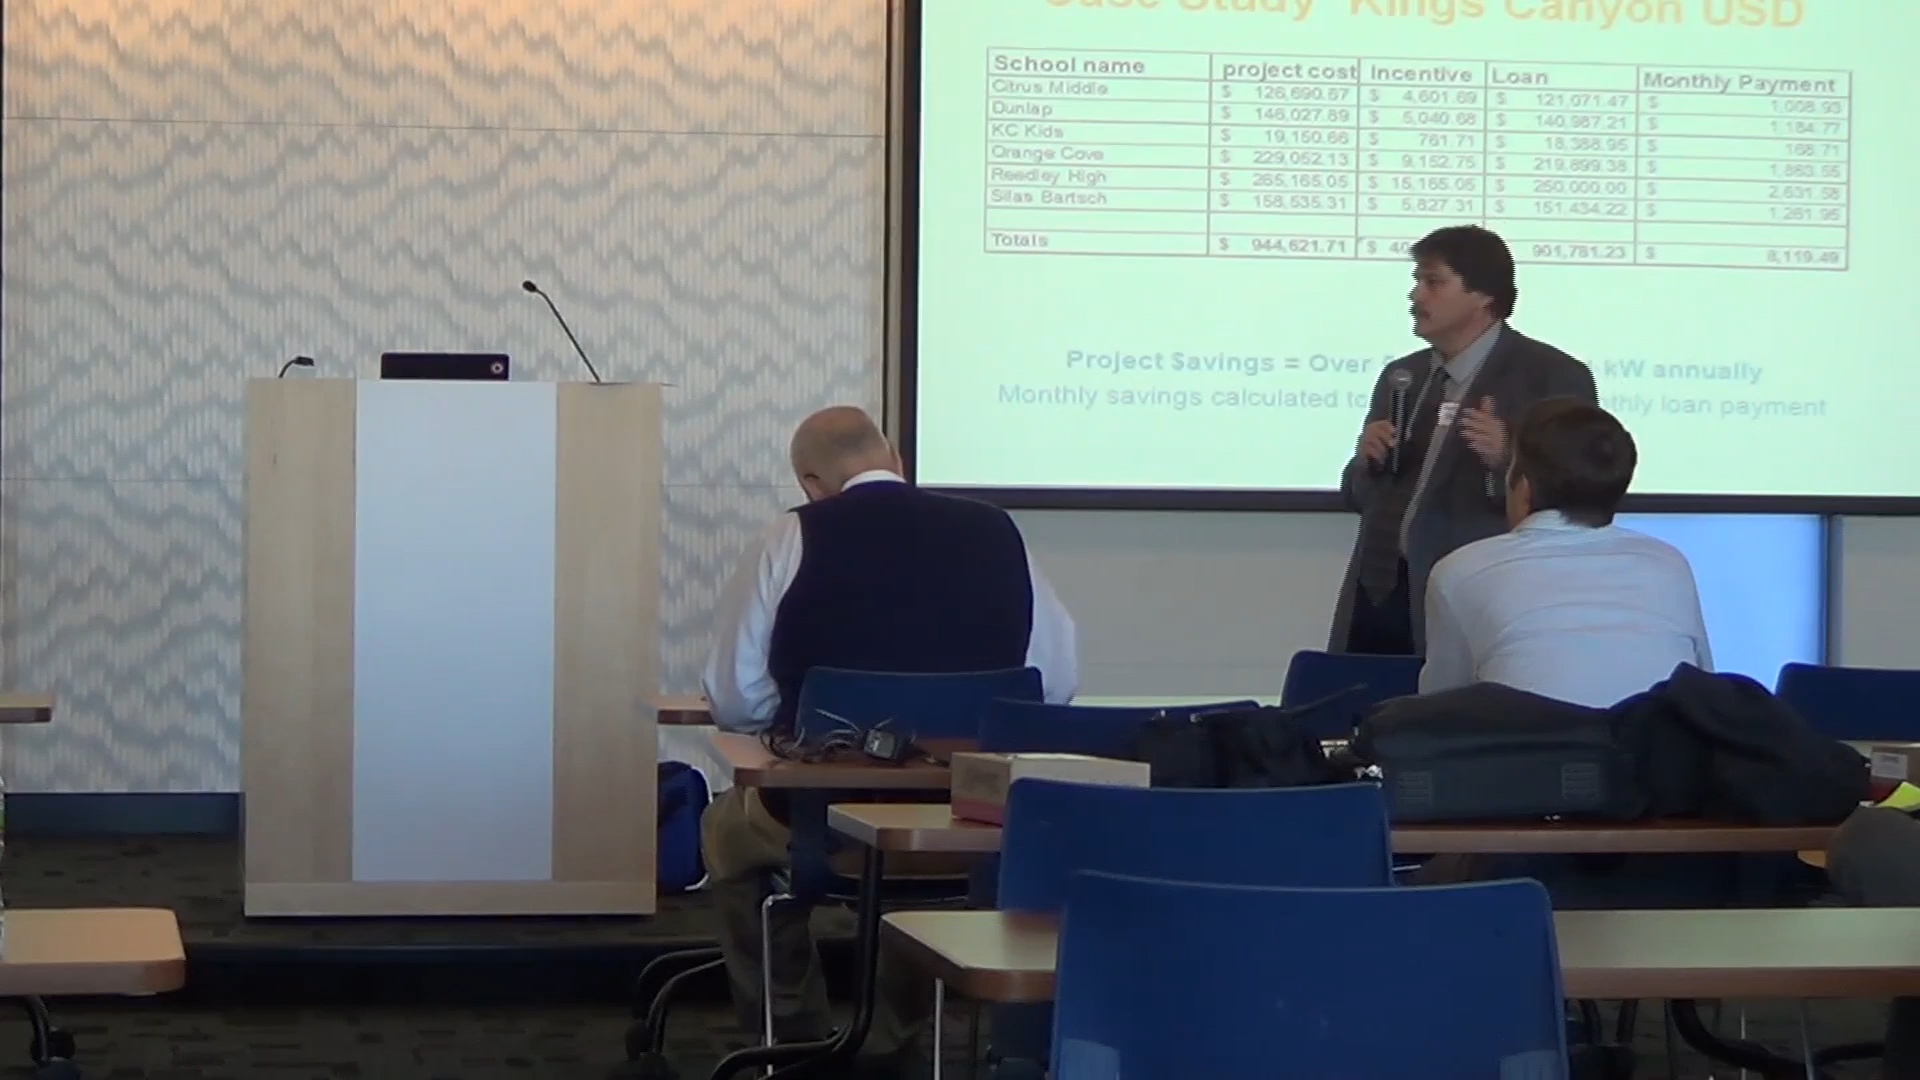 Case Study Kings Canyon USD
School name project cost Incentive Loan Monthly Payment
Citrus Middle $ 126,690.67 $ 4,601.69 $ 121,071.47 $ 1,008.93
Dunlap $ 146,027.89 $ 5,040.68 $ 140,987.21 $ 1,184.77
KC Kids $ 19,150.66 $ 761.71 $ 18,388.95 $ 168.71
Orange Cove $ 229,052.13 $ 9,152.75 $ 219,899.38 $ 1,863.55
Reedley High $ 265,165.05 $ 15,165.05 $ 250,000.00 $ 2,631.58
Silas Bartsch $ 158,535.31 $ 5,827.31 $ 151,434.22 $ 1,261.95
Totals $ 944,621.71 $ 40 901,781.23 $ 8,119.49
Project Savings = Over kW annually
Monthly savings calculated to loan payment